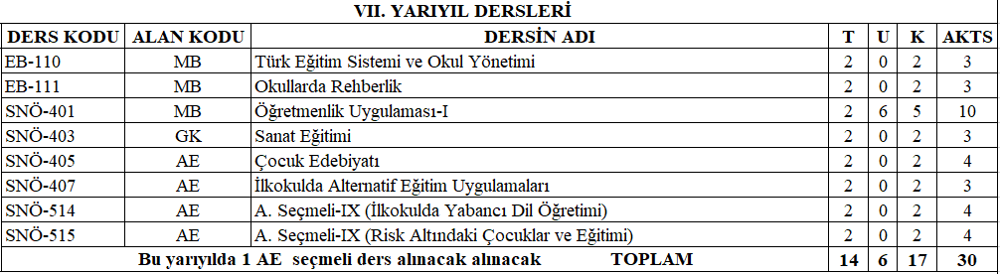 VII. YARIYIL DERSLERİ
DERS KODU ALAN KODU DERSİN ADI T U K AKTS
EB-110 MB Türk Eğitim Sistemi ve Okul Yönetimi 2 0 2 3
EB-111 MB Okullarda Rehberlik 2 0 2 3
SNÖ-401 MB Öğretmenlik Uygulaması-I 2 6 5 10
SNÖ-403 GK Sanat Eğitimi 2 0 2 3
SNÖ-405 AE Çocuk Edebiyatı 2 0 2 4
SNÖ-407 AE İlkokulda Alternatif Eğitim Uygulamaları 2 0 2 3
SNÖ-514 AE A. Seçmeli-IX (İlkokulda Yabancı Dil Öğretimi) 2 0 2 4
SNÖ-515 AE A. Seçmeli-IX (Risk Altındaki Çocuklar ve Eğitimi) 2 0 2 4
Bu yarıyılda 1 AE seçmeli ders alınacak alınacak TOPLAM 14 6 17 30